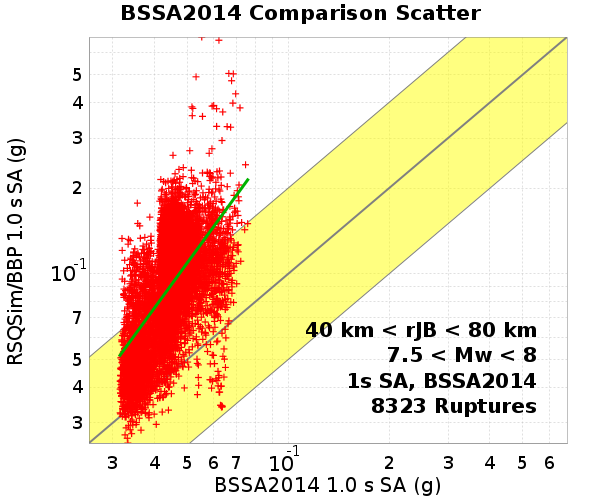 BSSA2014 Comparison Scatter
RSQSim/BBP 1.0 s SA (g)
5
4
3
2
10-1
7
5
4
3
40 km < rJB < 80 km
7.5 < Mw < 8
1s SA, BSSA2014
8323 Ruptures
3 4 5 6 7 10-1 2 3 4 5 6
BSSA2014 1.0 s SA (g)